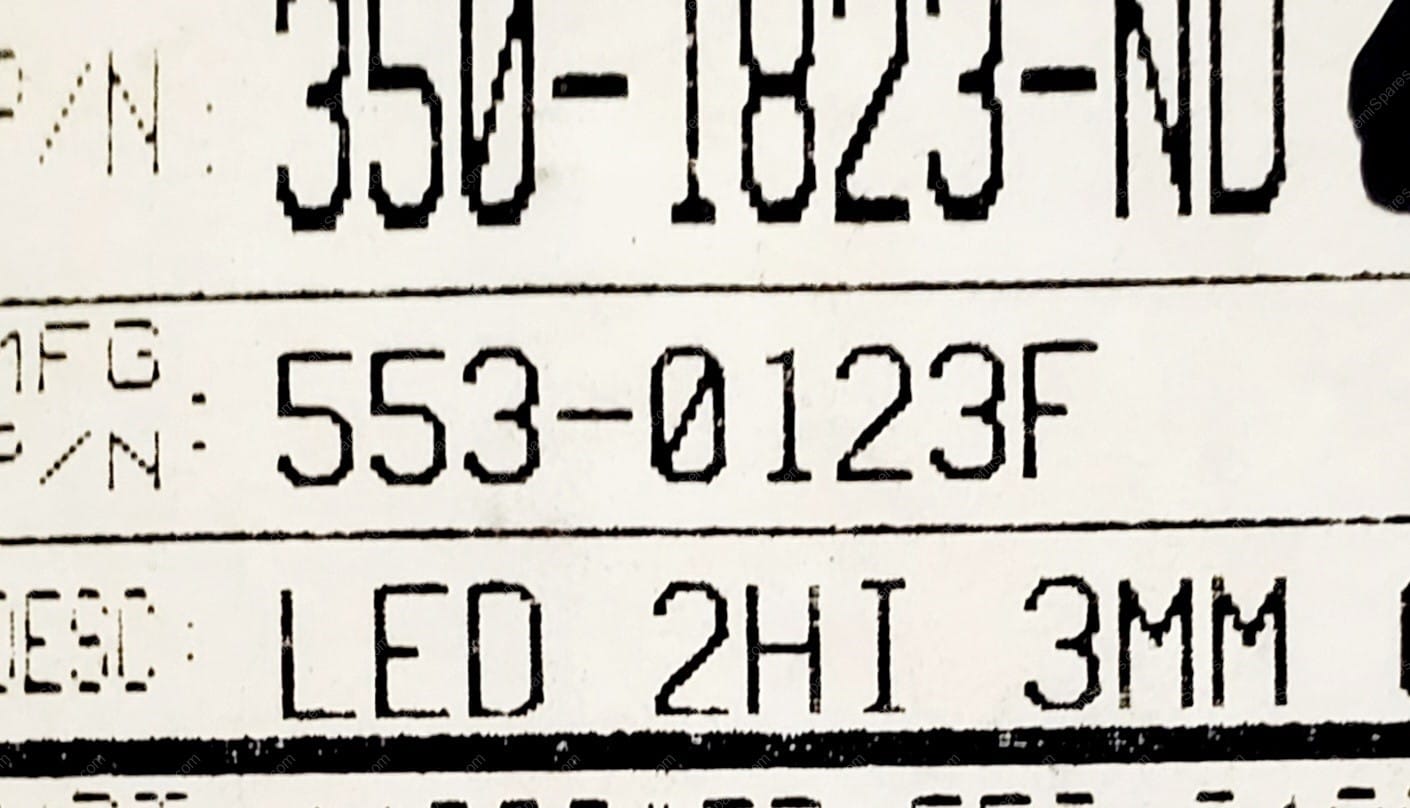 P/N: 350-1823-ND
MFG
P/N: 553-0123F
DESC: LED 2HI 3MM